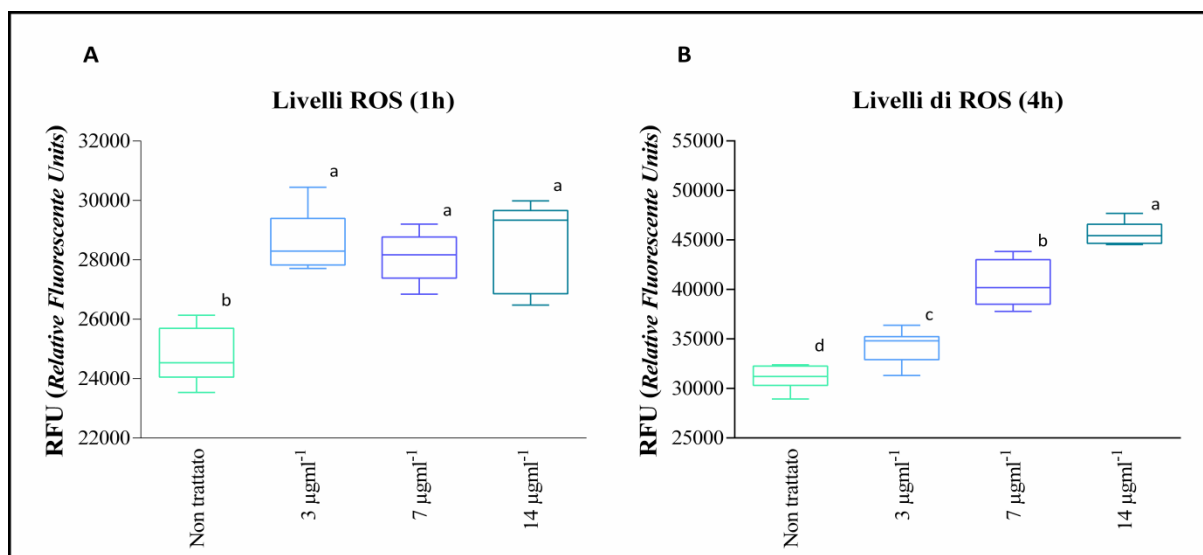 A
Livelli ROS (1h)
RFU (Relative Fluorescente Units)
32000
30000
28000
26000
24000
22000
b
a
a
a
Non trattato
3 µgml⁻¹
7 µgml⁻¹
14 µgml⁻¹
B
Livelli di ROS (4h)
RFU (Relative Fluorescente Units)
55000
50000
45000
40000
35000
30000
25000
d
c
b
a
Non trattato
3 µgml⁻¹
7 µgml⁻¹
14 µgml⁻¹